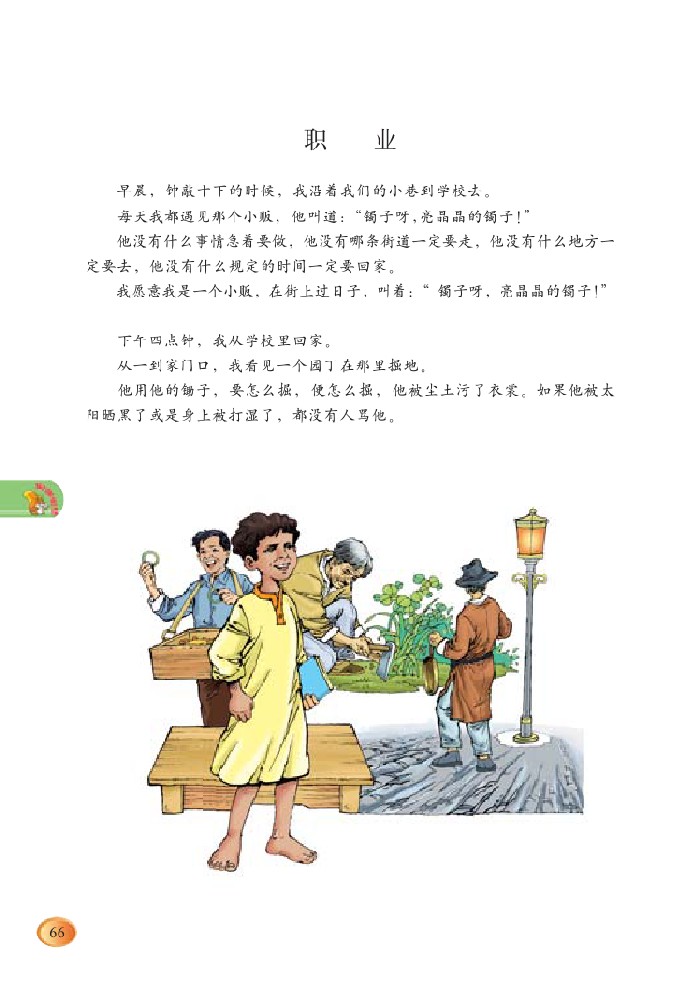 职 业
早晨，钟敲十下的时候，我沿着我们的小巷到学校去。
每天我都遇见那个小贩，他叫道：“镯子呀，亮晶晶的镯子！”
他没有什么事情急着要做，他没有哪条街道一定要走，他没有什么地方一
定要去，他没有什么规定的时间一定要回家。
我愿意我是一个小贩，在街上过日子，叫着：“镯子呀，亮晶晶的镯子！”
下午四点钟，我从学校里回家。
从一到家门口，我看见一个园丁在那里掘地。
他用他的锄子，要怎么掘，便怎么掘，他被尘土污了衣裳。如果他被太
阳晒黑了或是身上被打湿了，都没有人骂他。
66